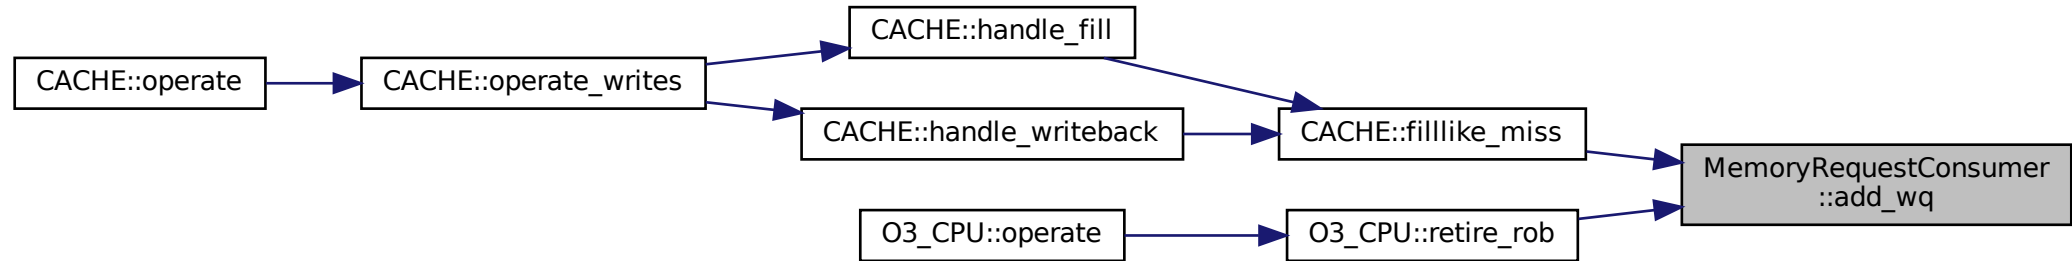 CACHE::handle_fill
CACHE::operate
CACHE::operate_writes
CACHE::handle_writeback
CACHE::filllike_miss
MemoryRequestConsumer
::add_wq
O3_CPU::operate
O3_CPU::retire_rob